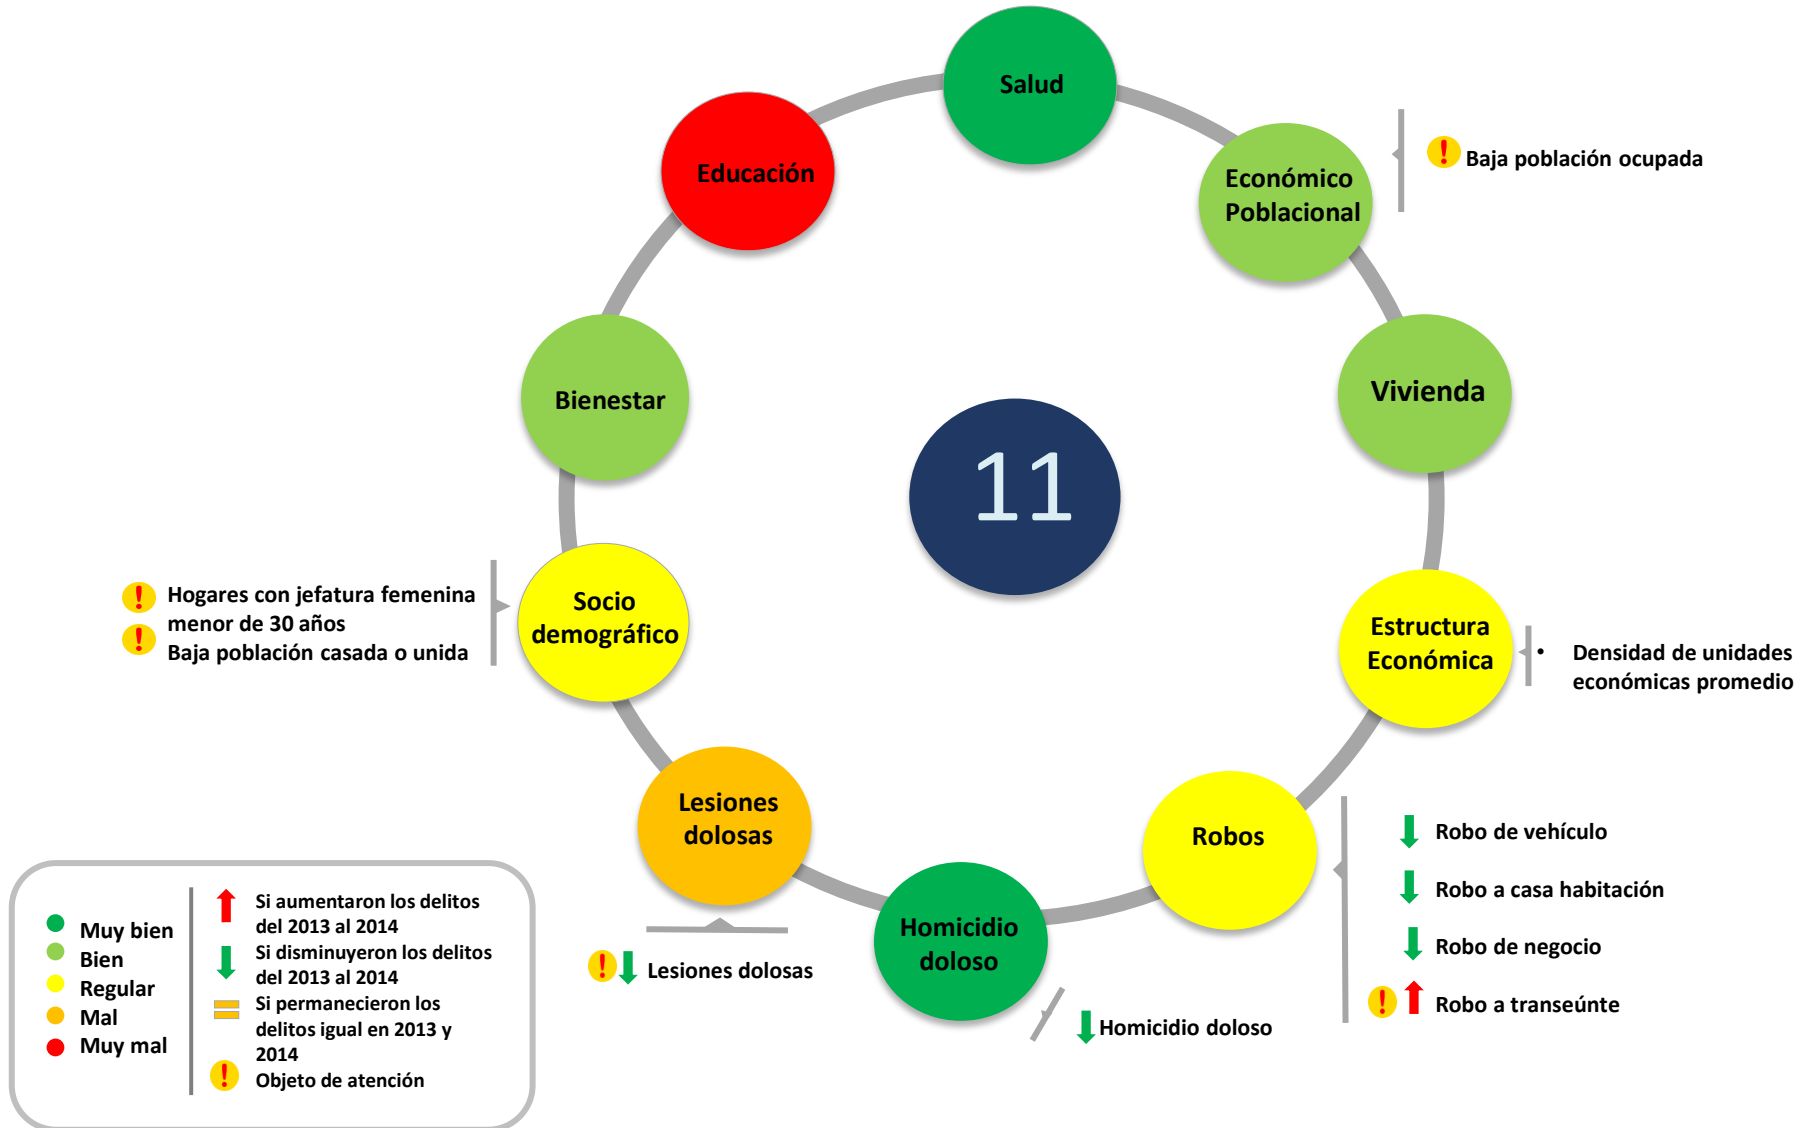 Salud
Educación
Económico
Poblacional
! Baja población ocupada
Bienestar
Vivienda
11
! Hogares con jefatura femenina
menor de 30 años
! Baja población casada o unida
Socio
demográfico
Estructura
Económica
• Densidad de unidades
económicas promedio
Lesiones
dolosas
Robos
Homicidio
doloso
Robo de vehículo
Robo a casa habitación
Robo de negocio
! Robo a transeúnte
! Lesiones dolosas
Homicidio doloso
Muy bien
Bien
Regular
Mal
Muy mal
Si aumentaron los delitos
del 2013 al 2014
Si disminuyeron los delitos
del 2013 al 2014
Si permanecieron los
delitos igual en 2013 y
2014
! Objeto de atención